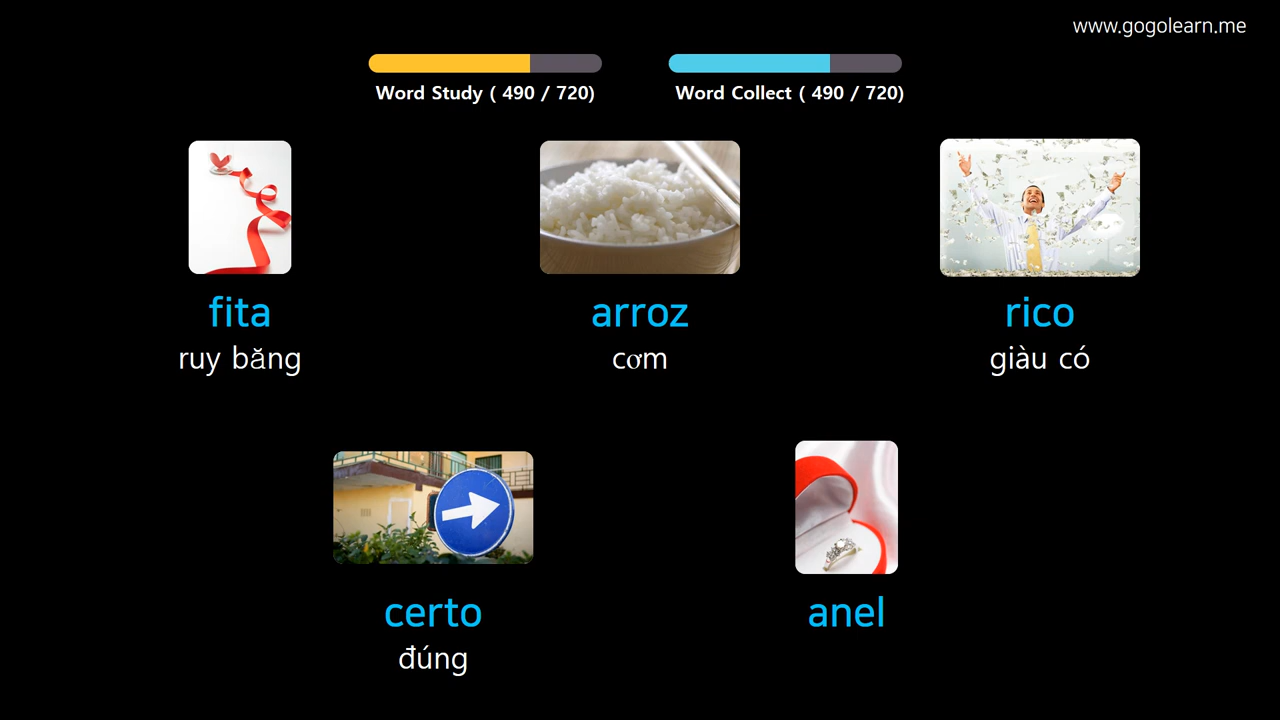 www.gogolearn.me
Word Study ( 490 / 720)
Word Collect ( 490 / 720)
fita
ruy băng
arroz
cơm
rico
giàu có
certo
đúng
anel